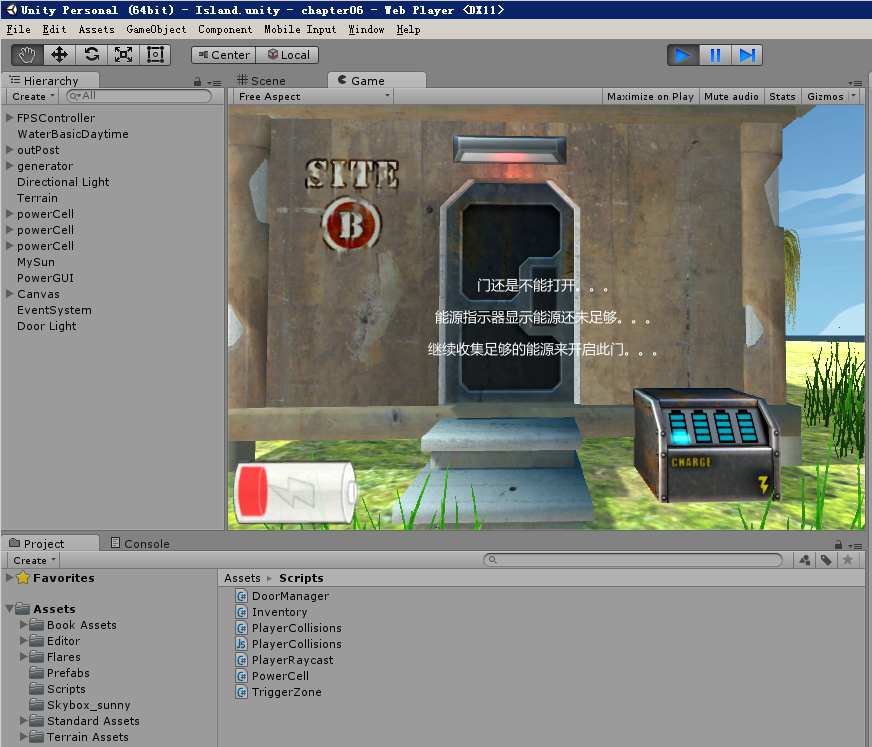 Unity Personal (64bit) - Island.unity - chapter06 - Web Player <DX11>
File Edit Assets GameObject Component Mobile Input Window Help
Center Local
Hierarchy Scene Game
Create All Free Aspect Maximize on Play Mute audio Stats Gizmos
FPSController
WaterBasicDaytime
outPost
generator
Directional Light
Terrain
powerCell
powerCell
powerCell
MySun
PowerGUI
Canvas
EventSystem
Door Light
SITE
B
门还是不能打开。。。
能源指示器显示能源还未足够。。。
继续收集足够的能源来开启此门。。。
CHARGE
Project Console
Create
Favorites
Assets
Book Assets
Editor
Flares
Prefabs
Scripts
Skybox_sunny
Standard Assets
Terrain Assets
Assets Scripts
DoorManager
Inventory
PlayerCollisions
PlayerCollisions
PlayerRaycast
PowerCell
TriggerZone